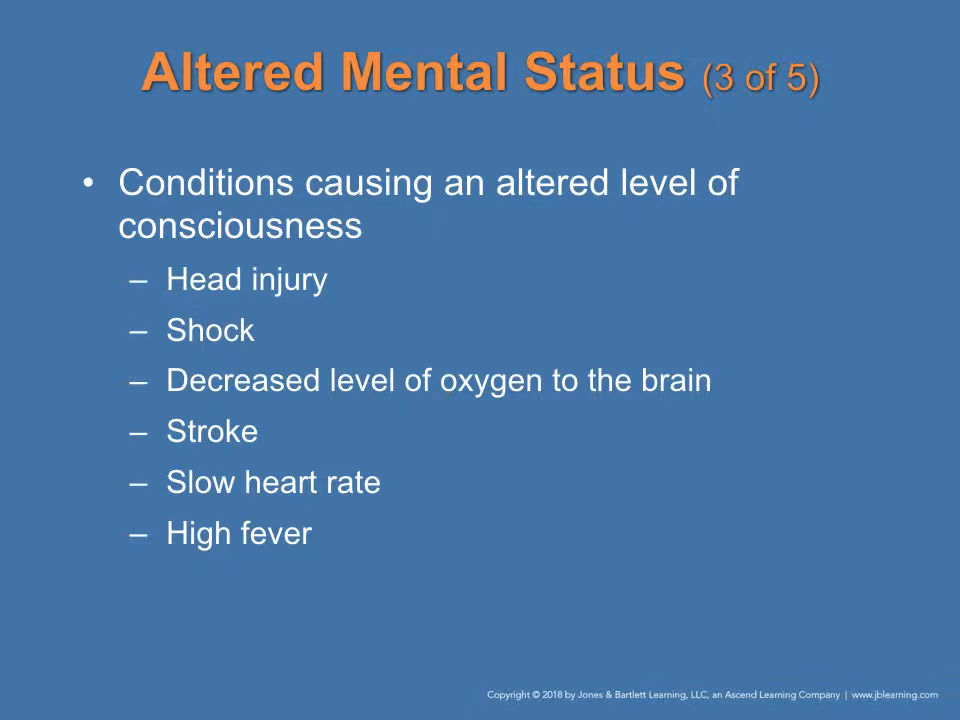 Altered Mental Status (3 of 5)
• Conditions causing an altered level of
consciousness
– Head injury
– Shock
– Decreased level of oxygen to the brain
– Stroke
– Slow heart rate
– High fever
Copyright © 2018 by Jones & Bartlett Learning, LLC, an Ascend Learning Company | www.jblearning.com